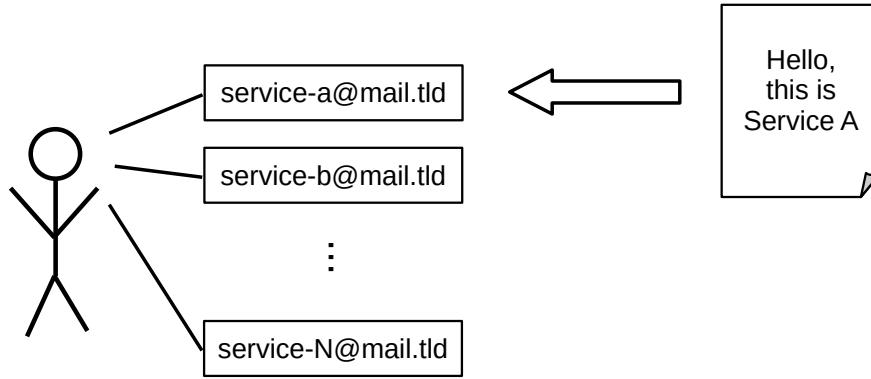 service-a@mail.tld
Hello,
this is
Service A
service-b@mail.tld
⋮
service-N@mail.tld